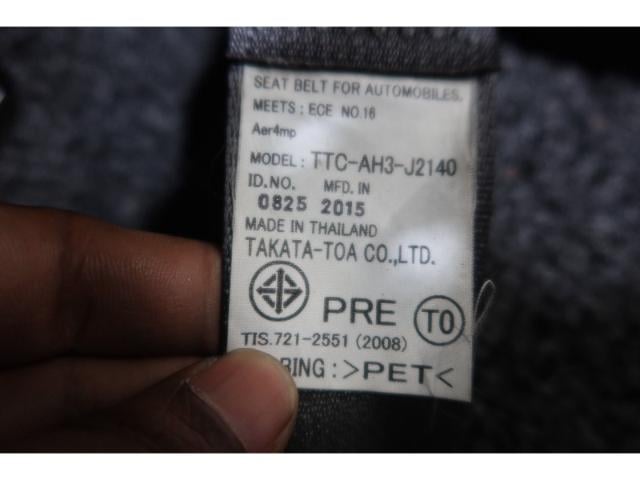 SEAT BELT FOR AUTOMOBILES.
MEETS : ECE NO.16
Aer4mp
MODEL : TTC-AH3-J2140
ID.NO. MFD. IN
0825 2015
MADE IN THAILAND
TAKATA-TOA CO.,LTD.
PRE TO
TIS.721-2551 (2008)
: >PET<